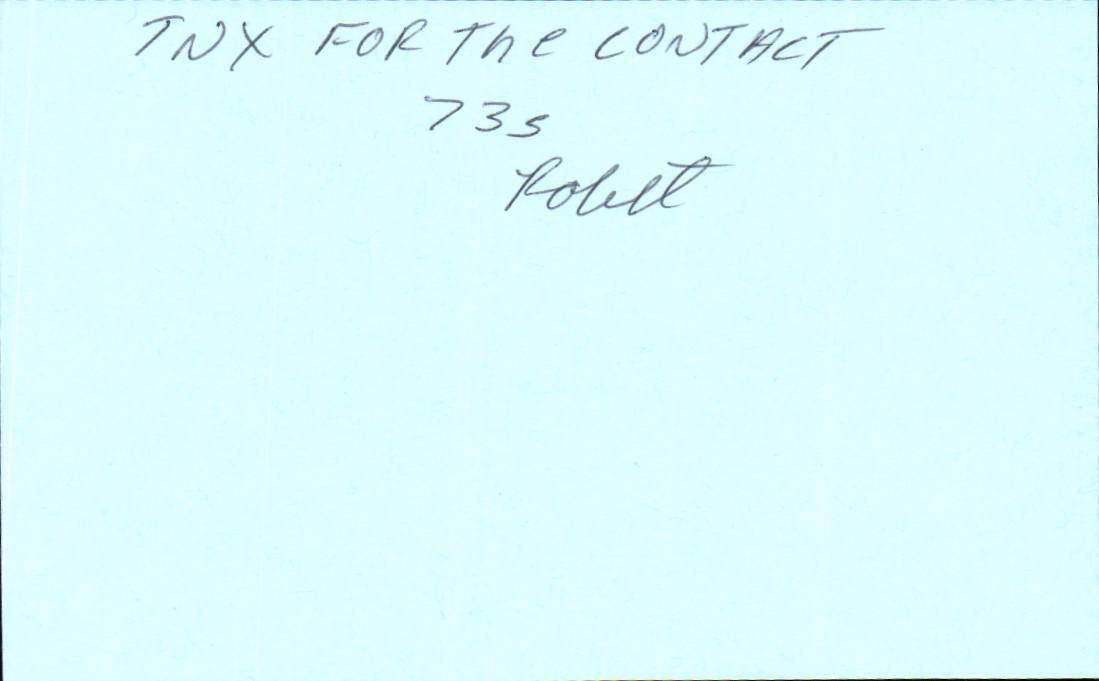 TNX FOR The CONTACT
73s
Robert